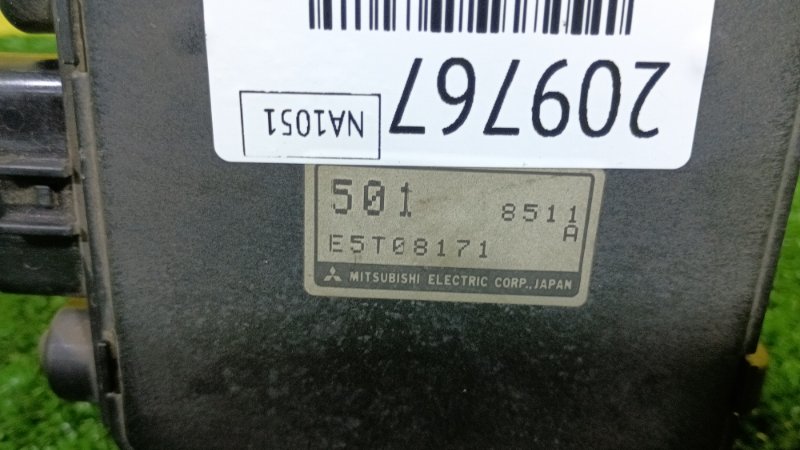 209767 NA1051
501 8511
A
E5T08171
MITSUBISHI ELECTRIC CORP., JAPAN